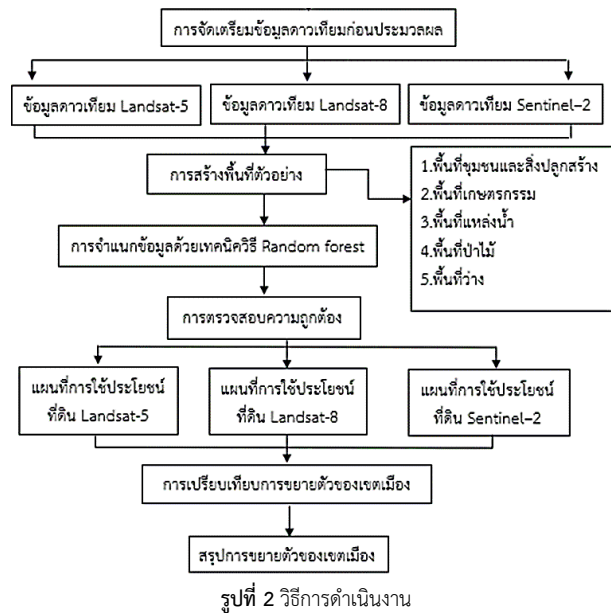 การจัดเตรียมข้อมูลดาวเทียมก่อนประมวลผล
ข้อมูลดาวเทียม Landsat-5
ข้อมูลดาวเทียม Landsat-8
ข้อมูลดาวเทียม Sentinel–2
การสร้างพื้นที่ตัวอย่าง
1.พื้นที่ชุมชนและสิ่งปลูกสร้าง
2.พื้นที่เกษตรกรรม
3.พื้นที่แหล่งน้ำ
4.พื้นที่ป่าไม้
5.พื้นที่ว่าง
การจำแนกข้อมูลด้วยเทคนิควิธี Random forest
การตรวจสอบความถูกต้อง
แผนที่การใช้ประโยชน์
ที่ดิน Landsat-5
แผนที่การใช้ประโยชน์
ที่ดิน Landsat-8
แผนที่การใช้ประโยชน์
ที่ดิน Sentinel–2
การเปรียบเทียบการขยายตัวของเขตเมือง
สรุปการขยายตัวของเขตเมือง
รูปที่ 2 วิธีการดำเนินงาน